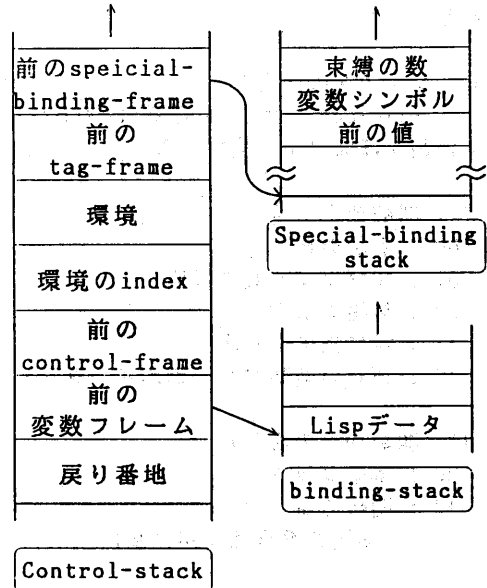 前のspeicial-
binding-frame
前の
tag-frame
環境
環境のindex
前の
control-frame
前の
変数フレーム
戻り番地
Control-stack
束縛の数
変数シンボル
前の値
Special-binding
stack
Lispデータ
binding-stack